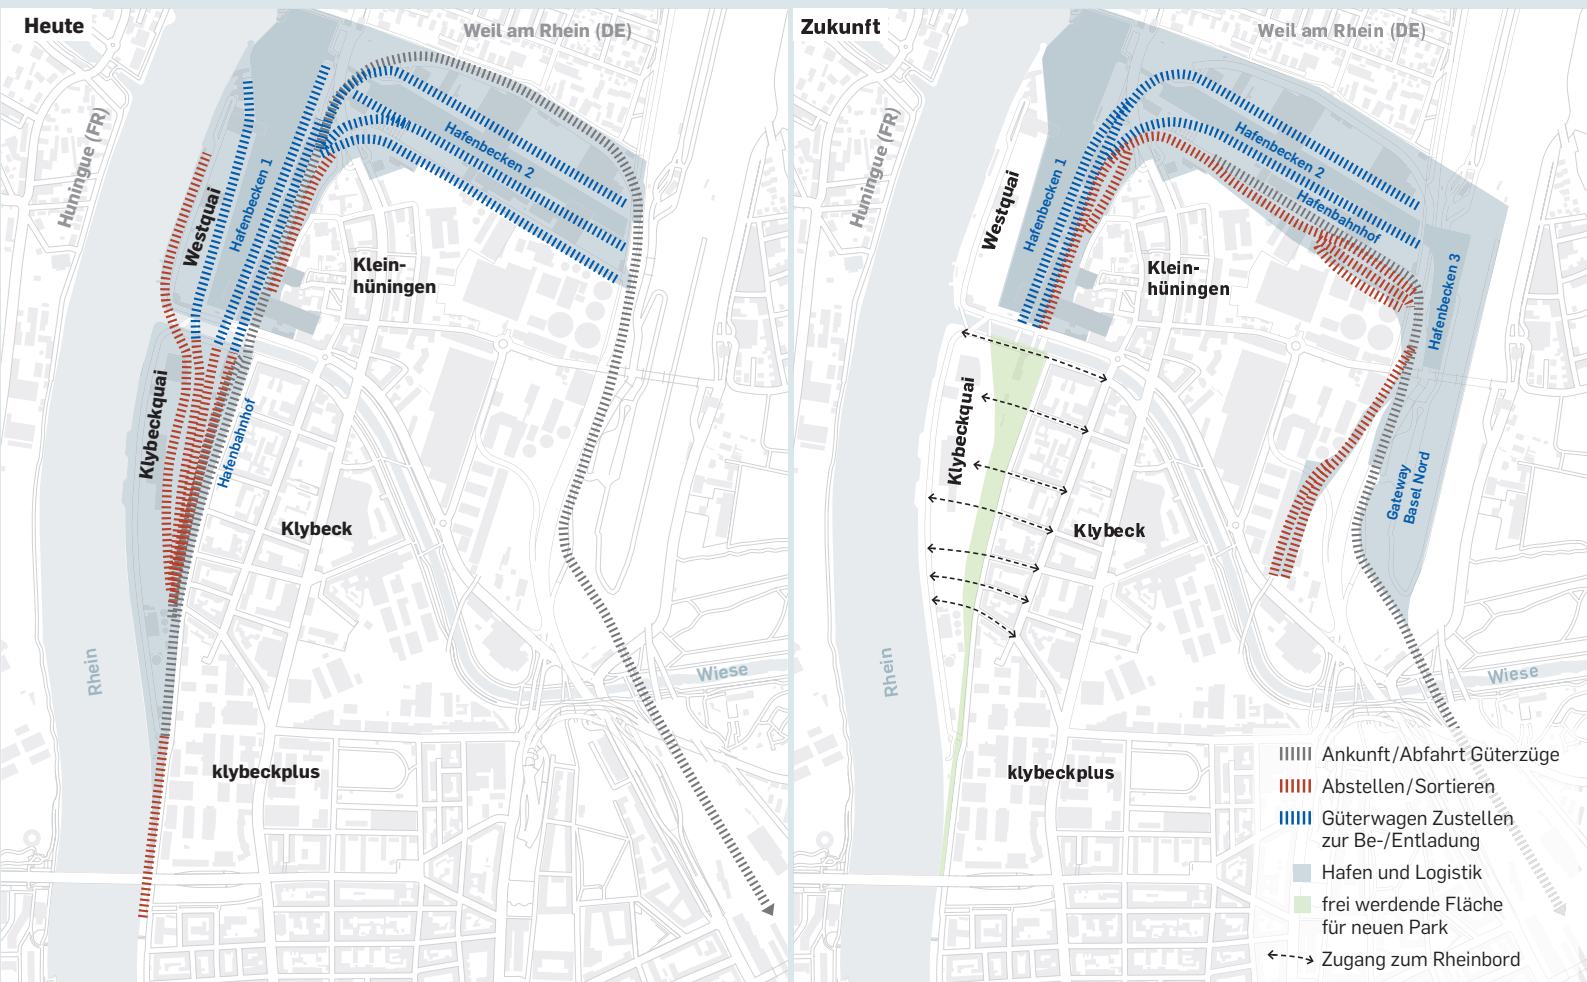 Heute
Weil am Rhein (DE)
Huningue (FR)
Westquai
Hafenbecken 1
Hafenbecken 2
Klein-
hüningen
Klybeckquai
Hafenbahnhof
Klybeck
Rhein
Wiese
klybeckplus
Zukunft
Weil am Rhein (DE)
Huningue (FR)
Westquai
Hafenbecken 1
Hafenbecken 2
Hafenbahnhof
Klein-
hüningen
Hafenbecken 3
Klybeckquai
Gateway
Basel Nord
Klybeck
Rhein
Wiese
klybeckplus
Ankunft/Abfahrt Güterzüge
Abstellen/Sortieren
Güterwagen Zustellen
zur Be-/Entladung
Hafen und Logistik
frei werdende Fläche
für neuen Park
Zugang zum Rheinbord